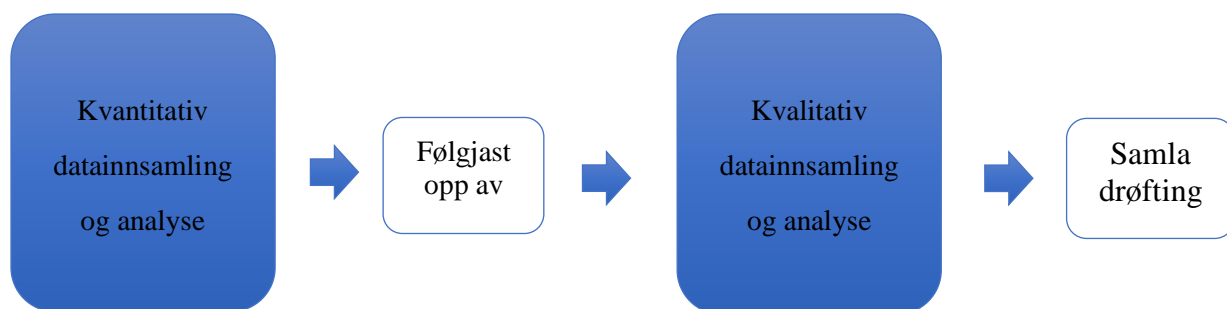 Kvantitativ
datainnsamling
og analyse
Følgjast
opp av
Kvalitativ
datainnsamling
og analyse
Samla
drøfting